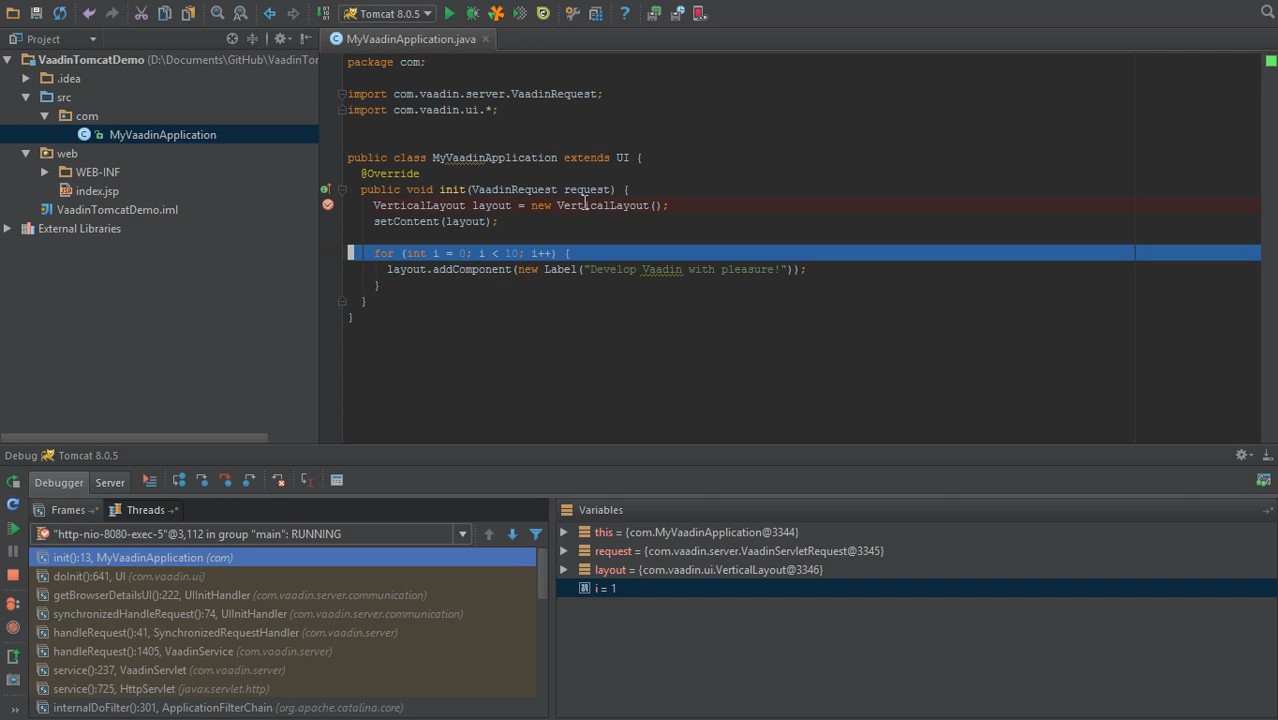 Tomcat 8.0.5
Project
MyVaadinApplication.java
VaadinTomcatDemo (D:\Documents\GitHub\VaadinTor
.idea
src
com
MyVaadinApplication
web
WEB-INF
index.jsp
VaadinTomcatDemo.iml
External Libraries
package com;
import com.vaadin.server.VaadinRequest;
import com.vaadin.ui.*;
public class MyVaadinApplication extends UI {
@Override
public void init(VaadinRequest request) {
VerticalLayout layout = new VerticalLayout();
setContent(layout);
for (int i = 0; i < 10; i++) {
layout.addComponent(new Label("Develop Vaadin with pleasure!"));
}
}
}
Debug Tomcat 8.0.5
Debugger Server
Frames Threads
"http-nio-8080-exec-5"@3,112 in group "main": RUNNING
init():13, MyVaadinApplication (com)
doInit():641, UI (com.vaadin.ui)
getBrowserDetailsUI():222, UIInitHandler (com.vaadin.server.communication)
synchronizedHandleRequest():74, UIInitHandler (com.vaadin.server.communication)
handleRequest():41, SynchronizedRequestHandler (com.vaadin.server)
handleRequest():1405, VaadinService (com.vaadin.server)
service():237, VaadinServlet (com.vaadin.server)
service():725, HttpServlet (javax.servlet.http)
internalDoFilter():301, ApplicationFilterChain (org.apache.catalina.core)
Variables
this = {com.MyVaadinApplication@3344}
request = {com.vaadin.server.VaadinServletRequest@3345}
layout = {com.vaadin.ui.VerticalLayout@3346}
i = 1